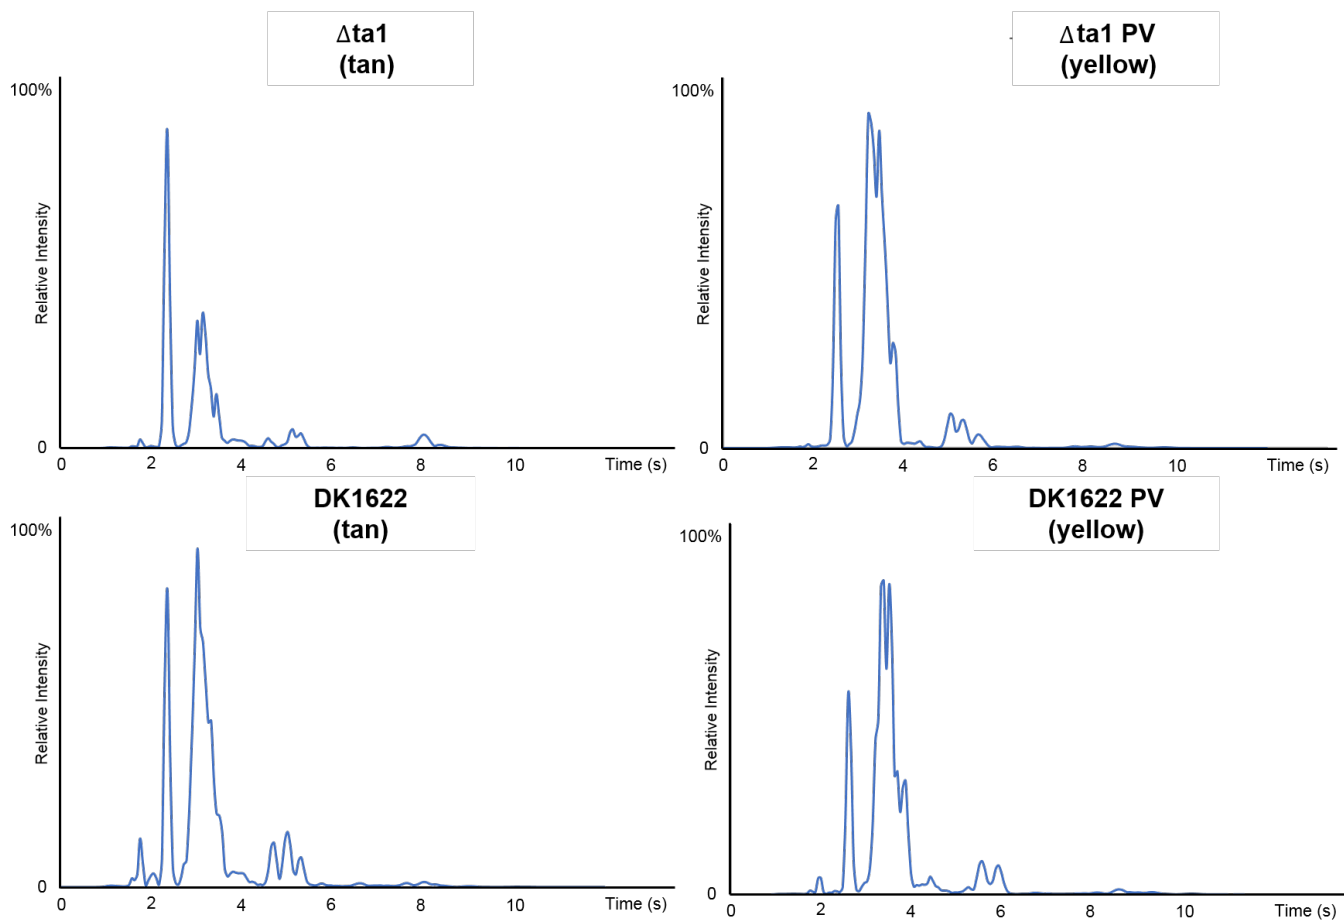 Δta1
(tan)
100%
Relative Intensity
0
0 2 4 6 8 10 Time (s)
Δta1 PV
(yellow)
100%
Relative Intensity
0
0 2 4 6 8 10 Time (s)
DK1622
(tan)
100%
Relative Intensity
0
0 2 4 6 8 10 Time (s)
DK1622 PV
(yellow)
100%
Relative Intensity
0
0 2 4 6 8 10 Time (s)